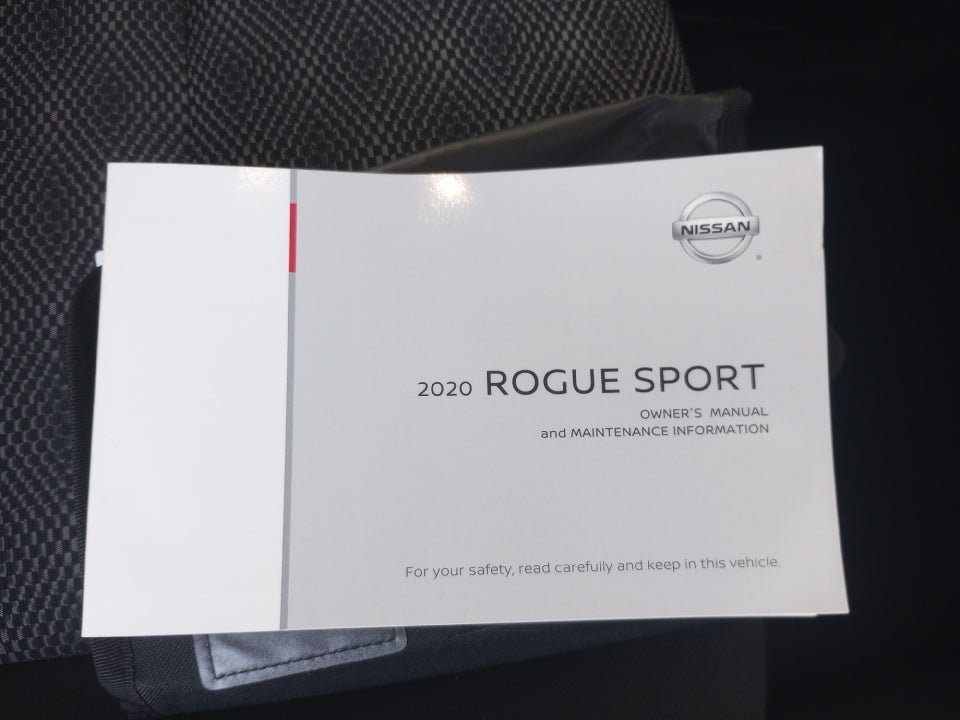 NISSAN
®
2020 ROGUE SPORT
OWNER'S MANUAL
and MAINTENANCE INFORMATION
For your safety, read carefully and keep in this vehicle.